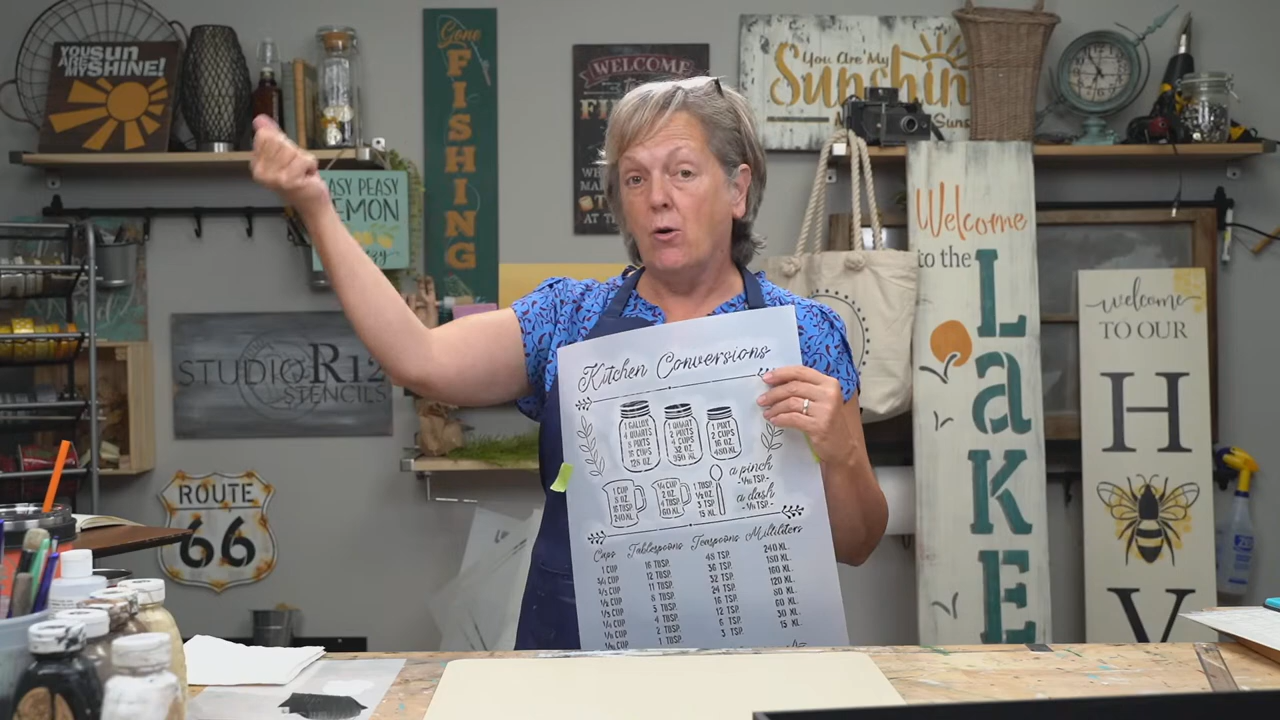 YOU ARE MY SUN SHINE!
Gone
FISHING
WELCOME
You Are My
Sunshin
EASY PEASY
LEMON
STUDIOR12
STENCILS
ROUTE
66
Welcome
to the
LaKE
welcome
TO OUR
H
V
Kitchen Conversions
1 GALLON
4 QUARTS
8 PINTS
16 CUPS
128 OZ.
1 QUART
2 PINTS
4 CUPS
32 OZ.
950 ML
1 PINT
2 CUPS
16 OZ.
480 ML
1 CUP
8 OZ.
16 TBSP.
240 ML
1/4 CUP
2 OZ.
4 TBSP.
60 ML
1 TBSP.
1/2 OZ.
3 TSP.
15 ML
a pinch
-1/16 TSP.-
a dash
-1/8 TSP.-
Cups Tablespoons Teaspoons Milliliters
1 CUP 16 TBSP. 48 TSP. 240 ML.
3/4 CUP 12 TBSP. 36 TSP. 180 ML.
2/3 CUP 11 TBSP. 32 TSP. 160 ML.
1/2 CUP 8 TBSP. 24 TSP. 120 ML.
1/3 CUP 5 TBSP. 16 TSP. 80 ML.
1/4 CUP 4 TBSP. 12 TSP. 60 ML.
1/8 CUP 2 TBSP. 6 TSP. 30 ML.
1/16 CUP 1 TBSP. 3 TSP. 15 ML.